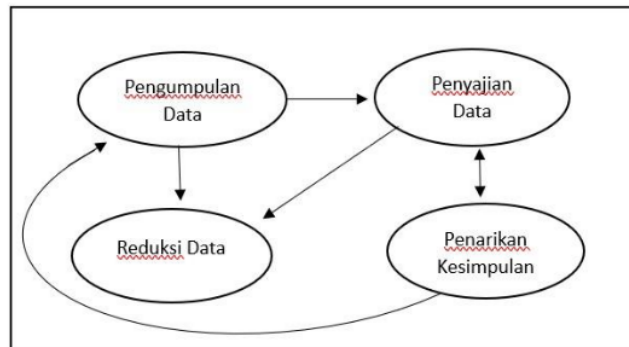 Pengumpulan
Data
Penyajian
Data
Reduksi Data
Penarikan
Kesimpulan